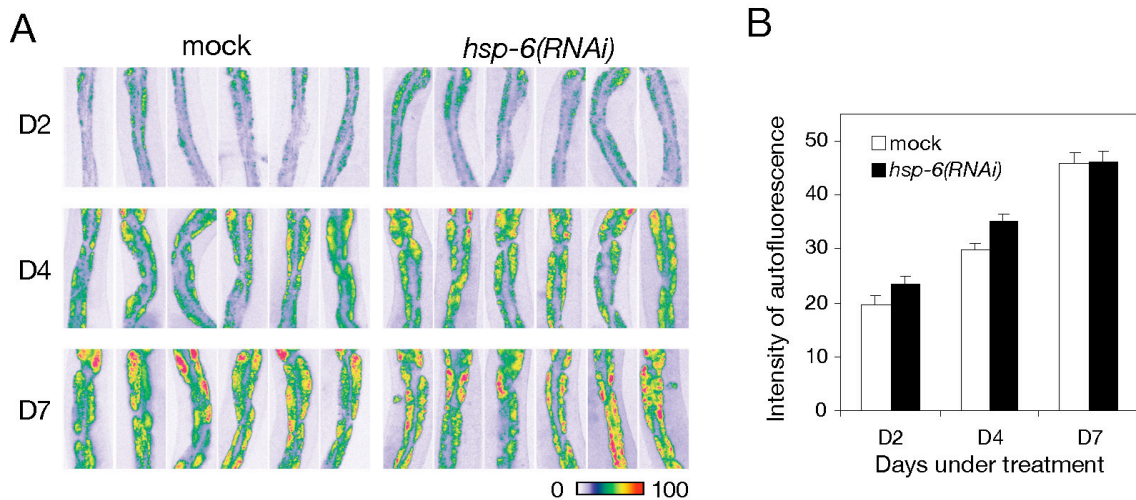 A
mock
hsp-6(RNAi)
D2
D4
D7
0 100
B
Intensity of autofluorescence
50
40
30
20
10
0
mock
hsp-6(RNAi)
D2 D4 D7
Days under treatment